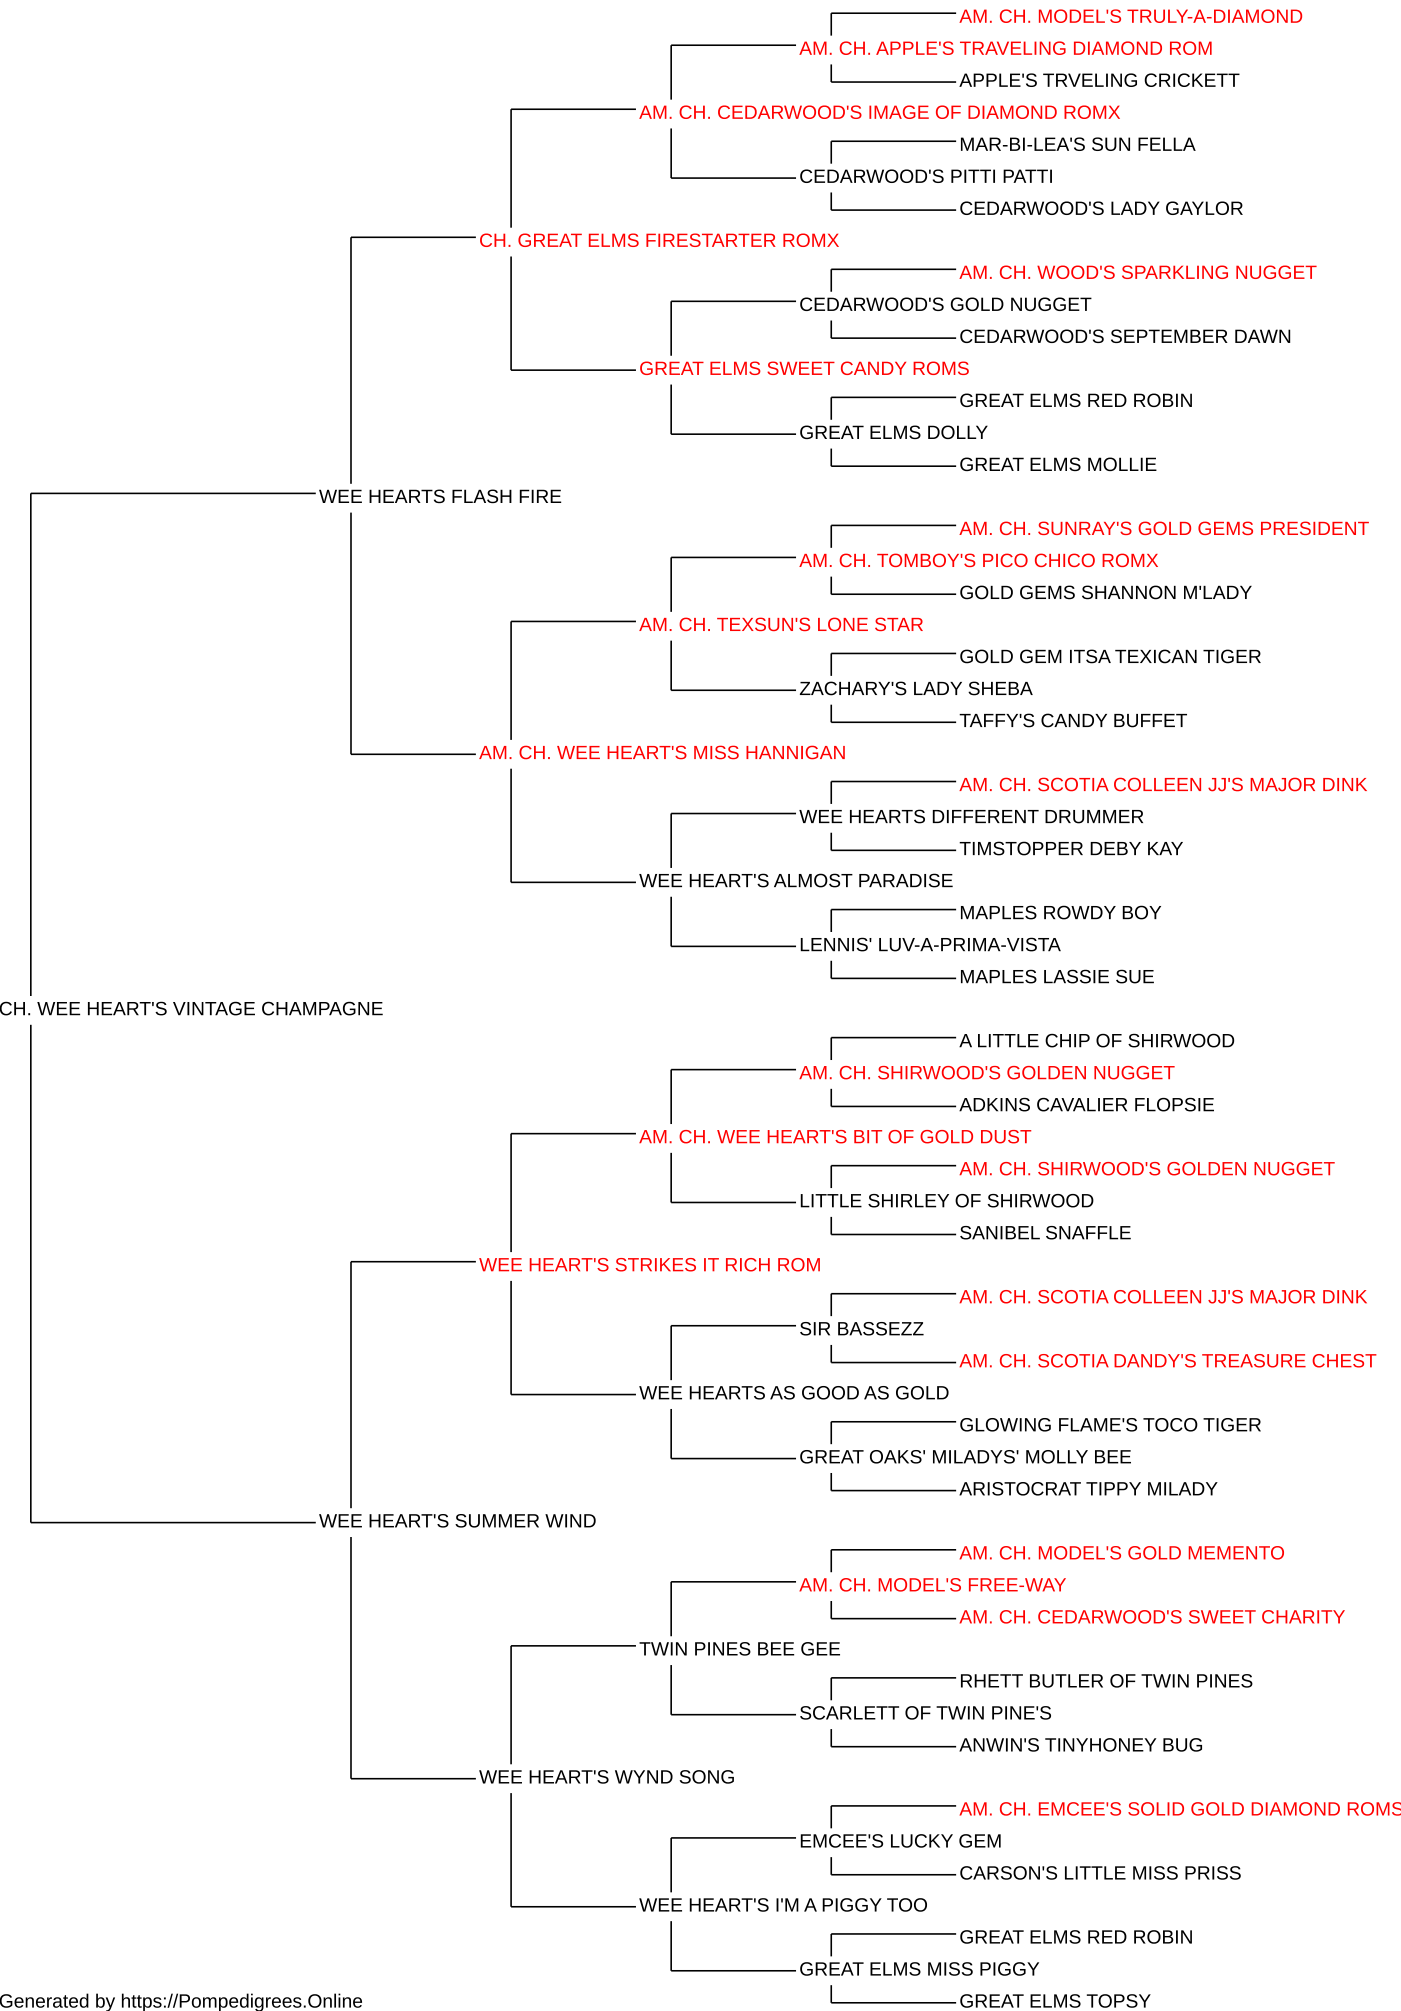 AM. CH. MODEL'S TRULY-A-DIAMOND
AM. CH. APPLE'S TRAVELING DIAMOND ROM
APPLE'S TRVELING CRICKETT
AM. CH. CEDARWOOD'S IMAGE OF DIAMOND ROMX
MAR-BI-LEA'S SUN FELLA
CEDARWOOD'S PITTI PATTI
CEDARWOOD'S LADY GAYLOR
CH. GREAT ELMS FIRESTARTER ROMX
AM. CH. WOOD'S SPARKLING NUGGET
CEDARWOOD'S GOLD NUGGET
CEDARWOOD'S SEPTEMBER DAWN
GREAT ELMS SWEET CANDY ROMS
GREAT ELMS RED ROBIN
GREAT ELMS DOLLY
GREAT ELMS MOLLIE
WEE HEARTS FLASH FIRE
AM. CH. SUNRAY'S GOLD GEMS PRESIDENT
AM. CH. TOMBOY'S PICO CHICO ROMX
GOLD GEMS SHANNON M'LADY
AM. CH. TEXSUN'S LONE STAR
GOLD GEM ITSA TEXICAN TIGER
ZACHARY'S LADY SHEBA
TAFFY'S CANDY BUFFET
AM. CH. WEE HEART'S MISS HANNIGAN
AM. CH. SCOTIA COLLEEN JJ'S MAJOR DINK
WEE HEARTS DIFFERENT DRUMMER
TIMSTOPPER DEBY KAY
WEE HEART'S ALMOST PARADISE
MAPLES ROWDY BOY
LENNIS' LUV-A-PRIMA-VISTA
MAPLES LASSIE SUE
CH. WEE HEART'S VINTAGE CHAMPAGNE
A LITTLE CHIP OF SHIRWOOD
AM. CH. SHIRWOOD'S GOLDEN NUGGET
ADKINS CAVALIER FLOPSIE
AM. CH. WEE HEART'S BIT OF GOLD DUST
AM. CH. SHIRWOOD'S GOLDEN NUGGET
LITTLE SHIRLEY OF SHIRWOOD
SANIBEL SNAFFLE
WEE HEART'S STRIKES IT RICH ROM
AM. CH. SCOTIA COLLEEN JJ'S MAJOR DINK
SIR BASSEZZ
AM. CH. SCOTIA DANDY'S TREASURE CHEST
WEE HEARTS AS GOOD AS GOLD
GLOWING FLAME'S TOCO TIGER
GREAT OAKS' MILADYS' MOLLY BEE
ARISTOCRAT TIPPY MILADY
WEE HEART'S SUMMER WIND
AM. CH. MODEL'S GOLD MEMENTO
AM. CH. MODEL'S FREE-WAY
AM. CH. CEDARWOOD'S SWEET CHARITY
TWIN PINES BEE GEE
RHETT BUTLER OF TWIN PINES
SCARLETT OF TWIN PINE'S
ANWIN'S TINYHONEY BUG
WEE HEART'S WYND SONG
AM. CH. EMCEE'S SOLID GOLD DIAMOND ROMS
EMCEE'S LUCKY GEM
CARSON'S LITTLE MISS PRISS
WEE HEART'S I'M A PIGGY TOO
GREAT ELMS RED ROBIN
GREAT ELMS MISS PIGGY
GREAT ELMS TOPSY
Generated by https://Pompedigrees.Online